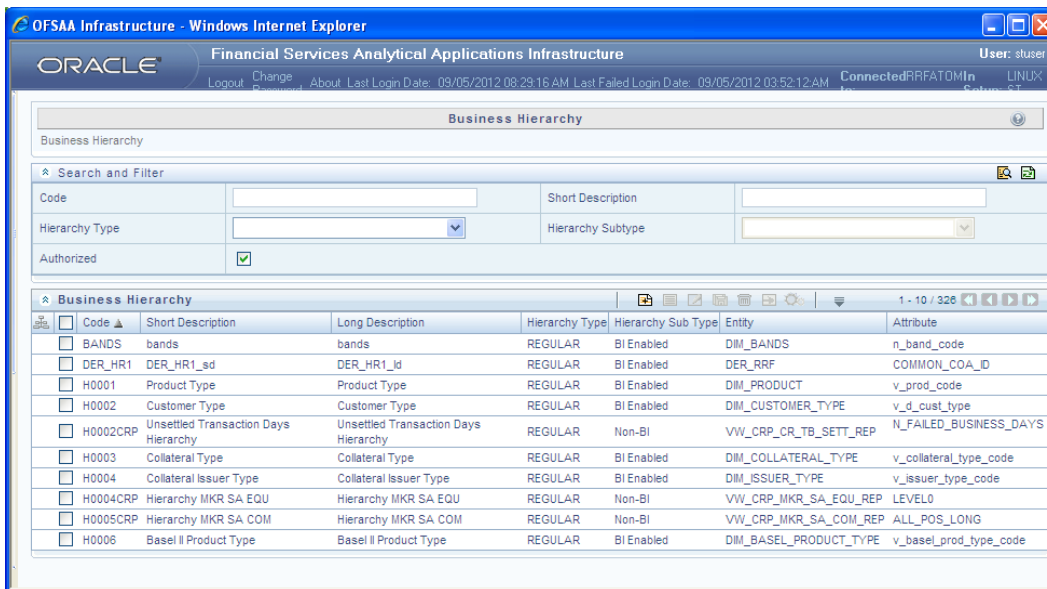 OFSAA Infrastructure - Windows Internet Explorer
ORACLE
Financial Services Analytical Applications Infrastructure
User: stuser
Logout Change About Last Login Date: 09/05/2012 08:29:16 AM Last Failed Login Date: 09/05/2012 03:52:12:AM ConnectedRRFATOMIn LINUX
Business Hierarchy
Business Hierarchy
Search and Filter
Code Short Description
Hierarchy Type Hierarchy Subtype
Authorized
Business Hierarchy 1 - 10 / 326
Code Short Description Long Description Hierarchy Type Hierarchy Sub Type Entity Attribute
BANDS bands bands REGULAR BI Enabled DIM_BANDS n_band_code
DER_HR1 DER_HR1_sd DER_HR1_ld REGULAR BI Enabled DER_RRF COMMON_COA_ID
H0001 Product Type Product Type REGULAR BI Enabled DIM_PRODUCT v_prod_code
H0002 Customer Type Customer Type REGULAR BI Enabled DIM_CUSTOMER_TYPE v_d_cust_type
H0002CRP Unsettled Transaction Days Hierarchy Unsettled Transaction Days Hierarchy REGULAR Non-BI VW_CRP_CR_TB_SETT_REP N_FAILED_BUSINESS_DAYS
H0003 Collateral Type Collateral Type REGULAR BI Enabled DIM_COLLATERAL_TYPE v_collateral_type_code
H0004 Collateral Issuer Type Collateral Issuer Type REGULAR BI Enabled DIM_ISSUER_TYPE v_issuer_type_code
H0004CRP Hierarchy MKR SA EQU Hierarchy MKR SA EQU REGULAR Non-BI VW_CRP_MKR_SA_EQU_REP LEVEL0
H0005CRP Hierarchy MKR SA COM Hierarchy MKR SA COM REGULAR Non-BI VW_CRP_MKR_SA_COM_REP ALL_POS_LONG
H0006 Basel II Product Type Basel II Product Type REGULAR BI Enabled DIM_BASEL_PRODUCT_TYPE v_basel_prod_type_code